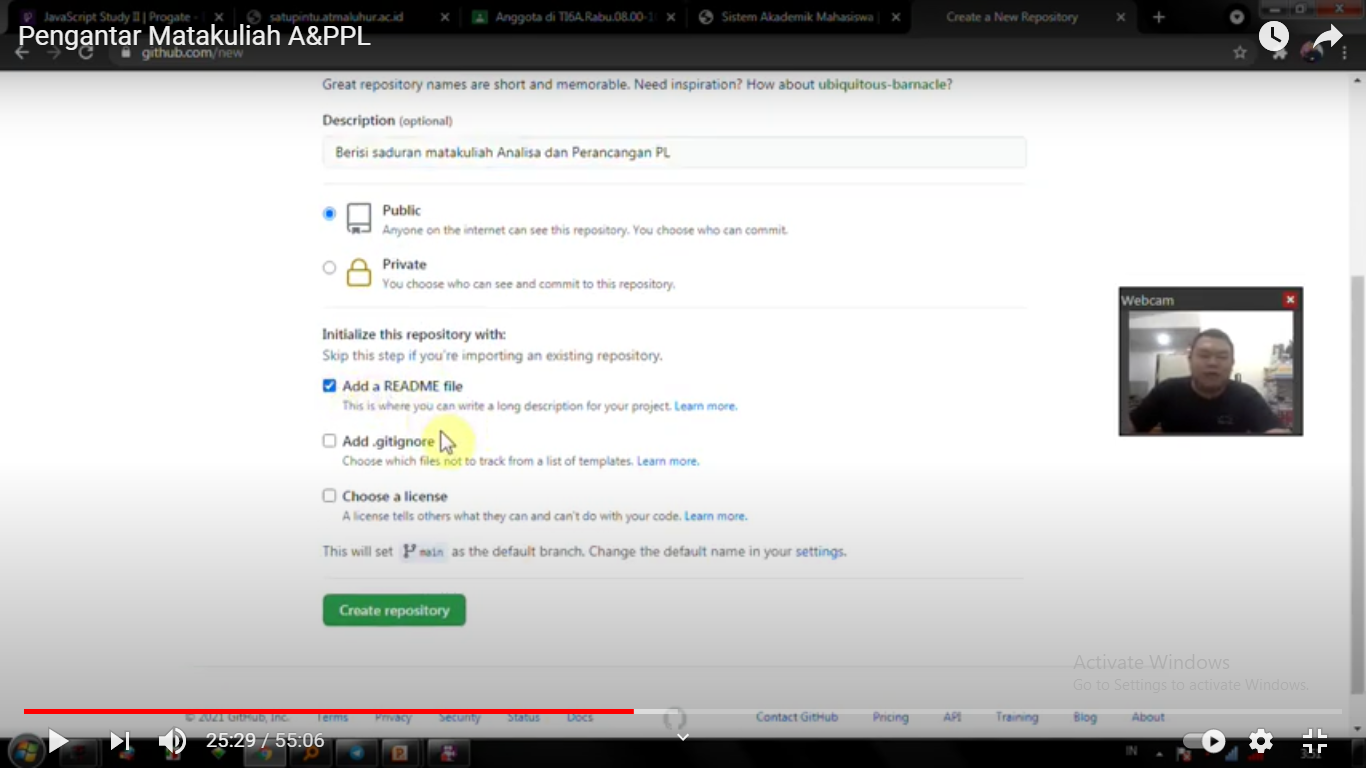 JavaScript Study II | Progate -
satupintu.atmaluhur.ac.id
Anggota di TI6A.Rabu.08.00-1
Sistem Akademik Mahasiswa
Create a New Repository
Pengantar Matakuliah A&PPL
github.com/new
Great repository names are short and memorable. Need inspiration? How about ubiquitous-barnacle?
Description (optional)
Berisi saduran matakuliah Analisa dan Perancangan PL
Public
Anyone on the internet can see this repository. You choose who can commit.
Private
You choose who can see and commit to this repository.
Webcam
Initialize this repository with:
Skip this step if you're importing an existing repository.
Add a README file
This is where you can write a long description for your project. Learn more.
Add .gitignore
Choose which files not to track from a list of templates. Learn more.
Choose a license
A license tells others what they can and can't do with your code. Learn more.
This will set main as the default branch. Change the default name in your settings.
Create repository
Activate Windows
Go to Settings to activate Windows.
© 2021 GitHub, Inc.
Terms
Privacy
Security
Status
Docs
Contact GitHub
Pricing
API
Training
Blog
About
25:29 / 55:06
IN